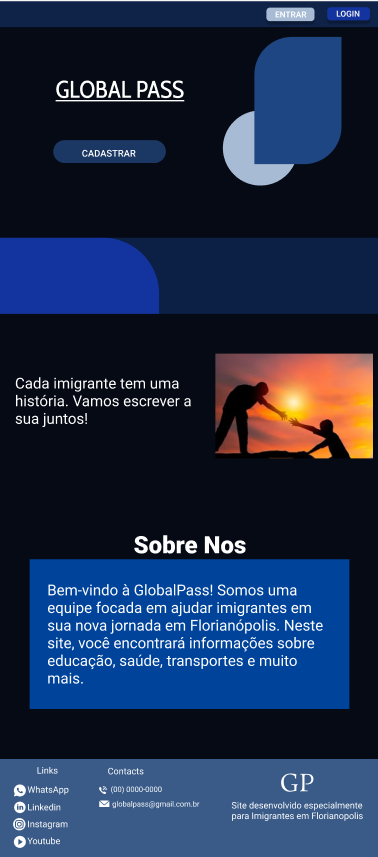 ENTRAR
LOGIN
GLOBAL PASS
CADASTRAR
Cada imigrante tem uma
história. Vamos escrever a
sua juntos!
Sobre Nos
Bem-vindo à GlobalPass! Somos uma
equipe focada em ajudar imigrantes em
sua nova jornada em Florianópolis. Neste
site, você encontrará informações sobre
educação, saúde, transportes e muito
mais.
Links
WhatsApp
Linkedin
Instagram
Youtube
Contacts
(00) 0000-0000
globalpass@gmail.com.br
GP
Site desenvolvido especialmente
para Imigrantes em Florianopolis